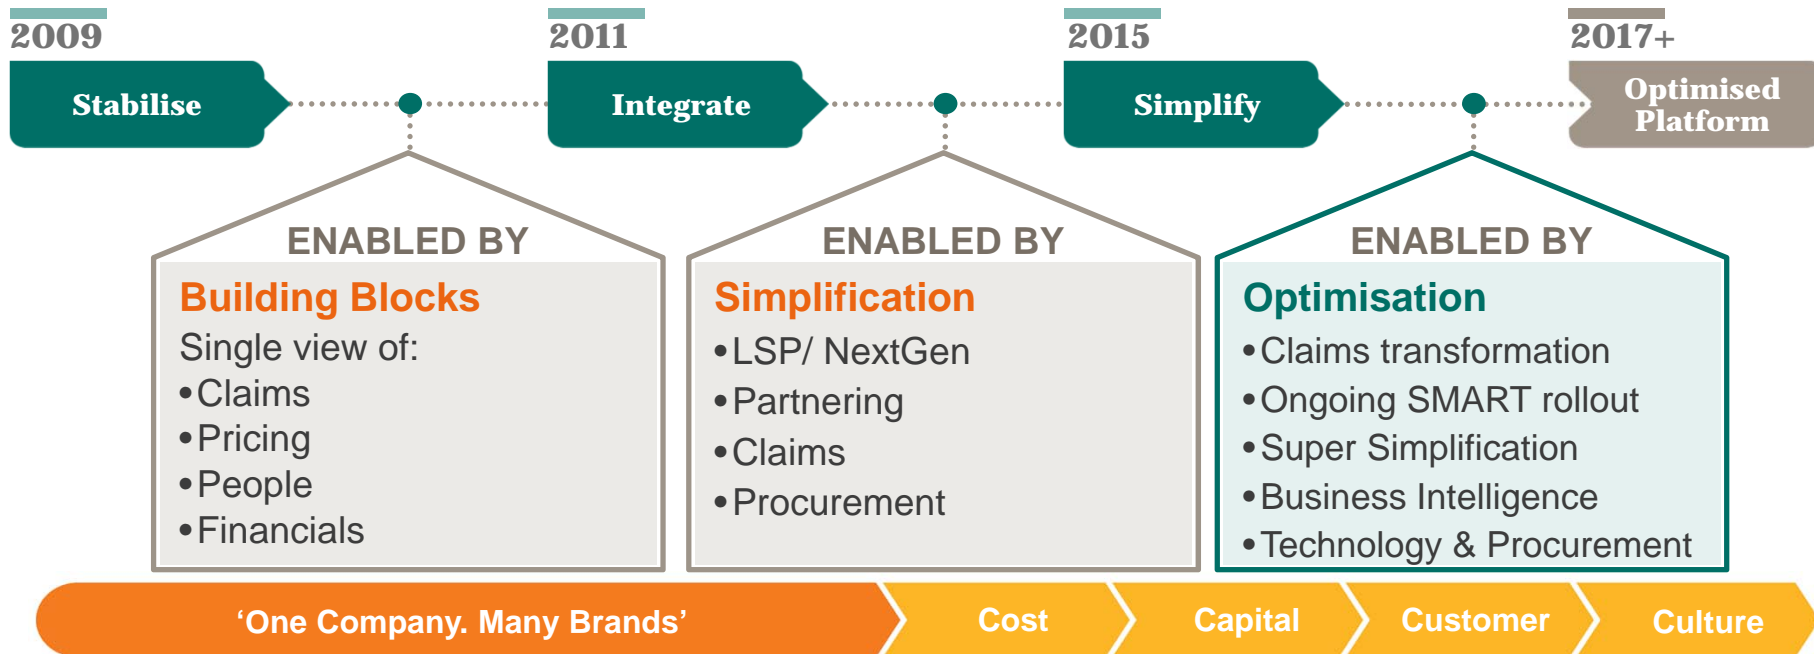 2009
2011
2015
2017+
Stabilise
Integrate
Simplify
Optimised
Platform
ENABLED BY
Building Blocks
Single view of:
•Claims
•Pricing
•People
•Financials
ENABLED BY
Simplification
•LSP/ NextGen
•Partnering
•Claims
•Procurement
ENABLED BY
Optimisation
•Claims transformation
•Ongoing SMART rollout
•Super Simplification
•Business Intelligence
•Technology & Procurement
‘One Company. Many Brands’
Cost
Capital
Customer
Culture